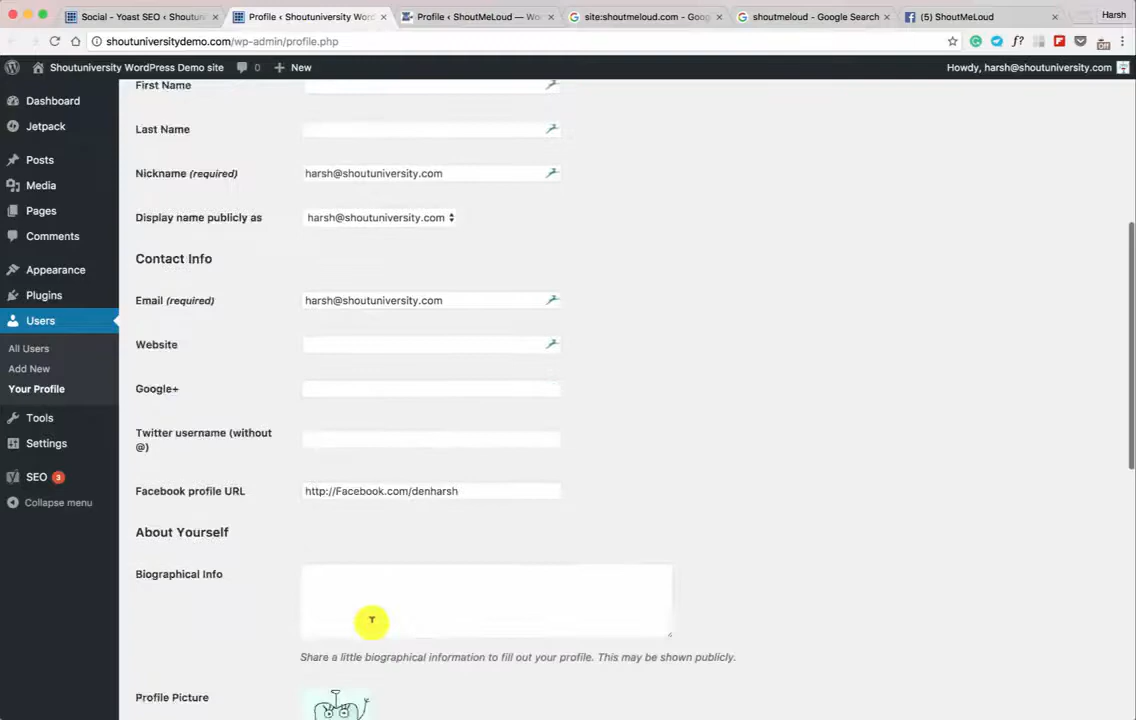 Social - Yoast SEO < Shoutun
Profile < Shoutuniversity Wor
Profile < ShoutMeLoud — Wo
site:shoutmeloud.com - Goog
shoutmeloud - Google Search
(5) ShoutMeLoud
Harsh
shoutuniversitydemo.com/wp-admin/profile.php
f?
Off
Shoutuniversity WordPress Demo site
0
New
Howdy, harsh@shoutuniversity.com
Dashboard
Jetpack
Posts
Media
Pages
Comments
Appearance
Plugins
Users
All Users
Add New
Your Profile
Tools
Settings
SEO 3
Collapse menu
First Name
Last Name
Nickname (required)
harsh@shoutuniversity.com
Display name publicly as
harsh@shoutuniversity.com
Contact Info
Email (required)
harsh@shoutuniversity.com
Website
Google+
Twitter username (without
@)
Facebook profile URL
http://Facebook.com/denharsh
About Yourself
Biographical Info
Share a little biographical information to fill out your profile. This may be shown publicly.
Profile Picture